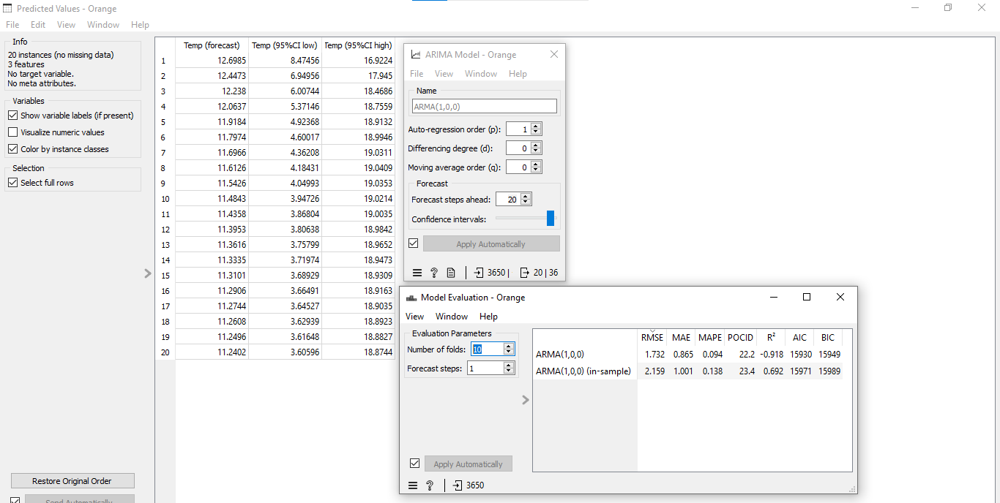 Predicted Values - Orange
File Edit View Window Help
Info
20 instances (no missing data)
3 features
No target variable.
No meta attributes.
Variables
Show variable labels (if present)
Visualize numeric values
Color by instance classes
Selection
Select full rows
Restore Original Order
Send Automatically
Temp (forecast) Temp (95%CI low) Temp (95%CI high)
1 12.6985 8.47456 16.9224
2 12.4473 6.94956 17.945
3 12.238 6.00744 18.4686
4 12.0637 5.37146 18.7559
5 11.9184 4.92368 18.9132
6 11.7974 4.60017 18.9946
7 11.6966 4.36208 19.0311
8 11.6126 4.18431 19.0409
9 11.5426 4.04993 19.0353
10 11.4843 3.94726 19.0214
11 11.4358 3.86804 19.0035
12 11.3953 3.80638 18.9842
13 11.3616 3.75799 18.9652
14 11.3335 3.71974 18.9473
15 11.3101 3.68929 18.9309
16 11.2906 3.66491 18.9163
17 11.2744 3.64527 18.9035
18 11.2608 3.62939 18.8923
19 11.2496 3.61648 18.8827
20 11.2402 3.60596 18.8744
ARIMA Model - Orange
File View Window Help
Name
ARMA(1,0,0)
Auto-regression order (p): 1
Differencing degree (d): 0
Moving average order (q): 0
Forecast
Forecast steps ahead: 20
Confidence intervals:
Apply Automatically
? 3650 | 20 | 36
Model Evaluation - Orange
View Window Help
Evaluation Parameters
Number of folds: 10
Forecast steps: 1
Apply Automatically
? 3650
RMSE MAE MAPE POCID R² AIC BIC
ARMA(1,0,0) 1.732 0.865 0.094 22.2 -0.918 15930 15949
ARMA(1,0,0) (in-sample) 2.159 1.001 0.138 23.4 0.692 15971 15989